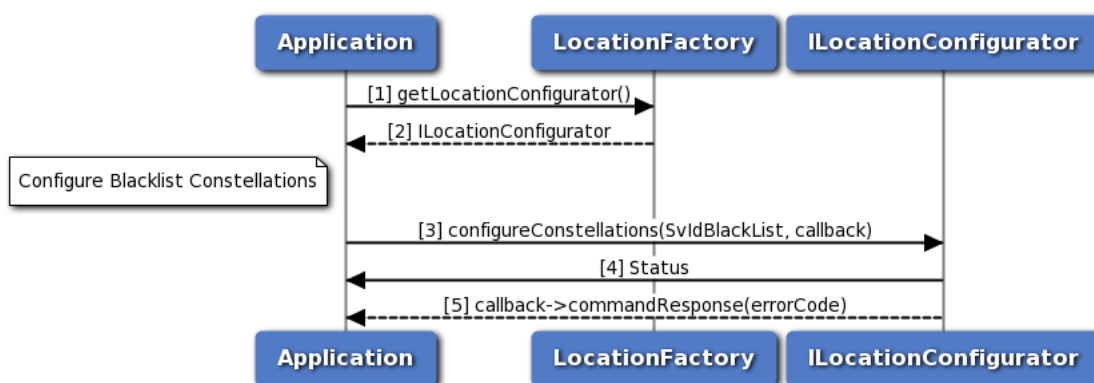 Application
LocationFactory
ILocationConfigurator
[1] getLocationConfigurator()
[2] ILocationConfigurator
Configure Blacklist Constellations
[3] configureConstellations(SvIdBlackList, callback)
[4] Status
[5] callback->commandResponse(errorCode)
Application
LocationFactory
ILocationConfigurator